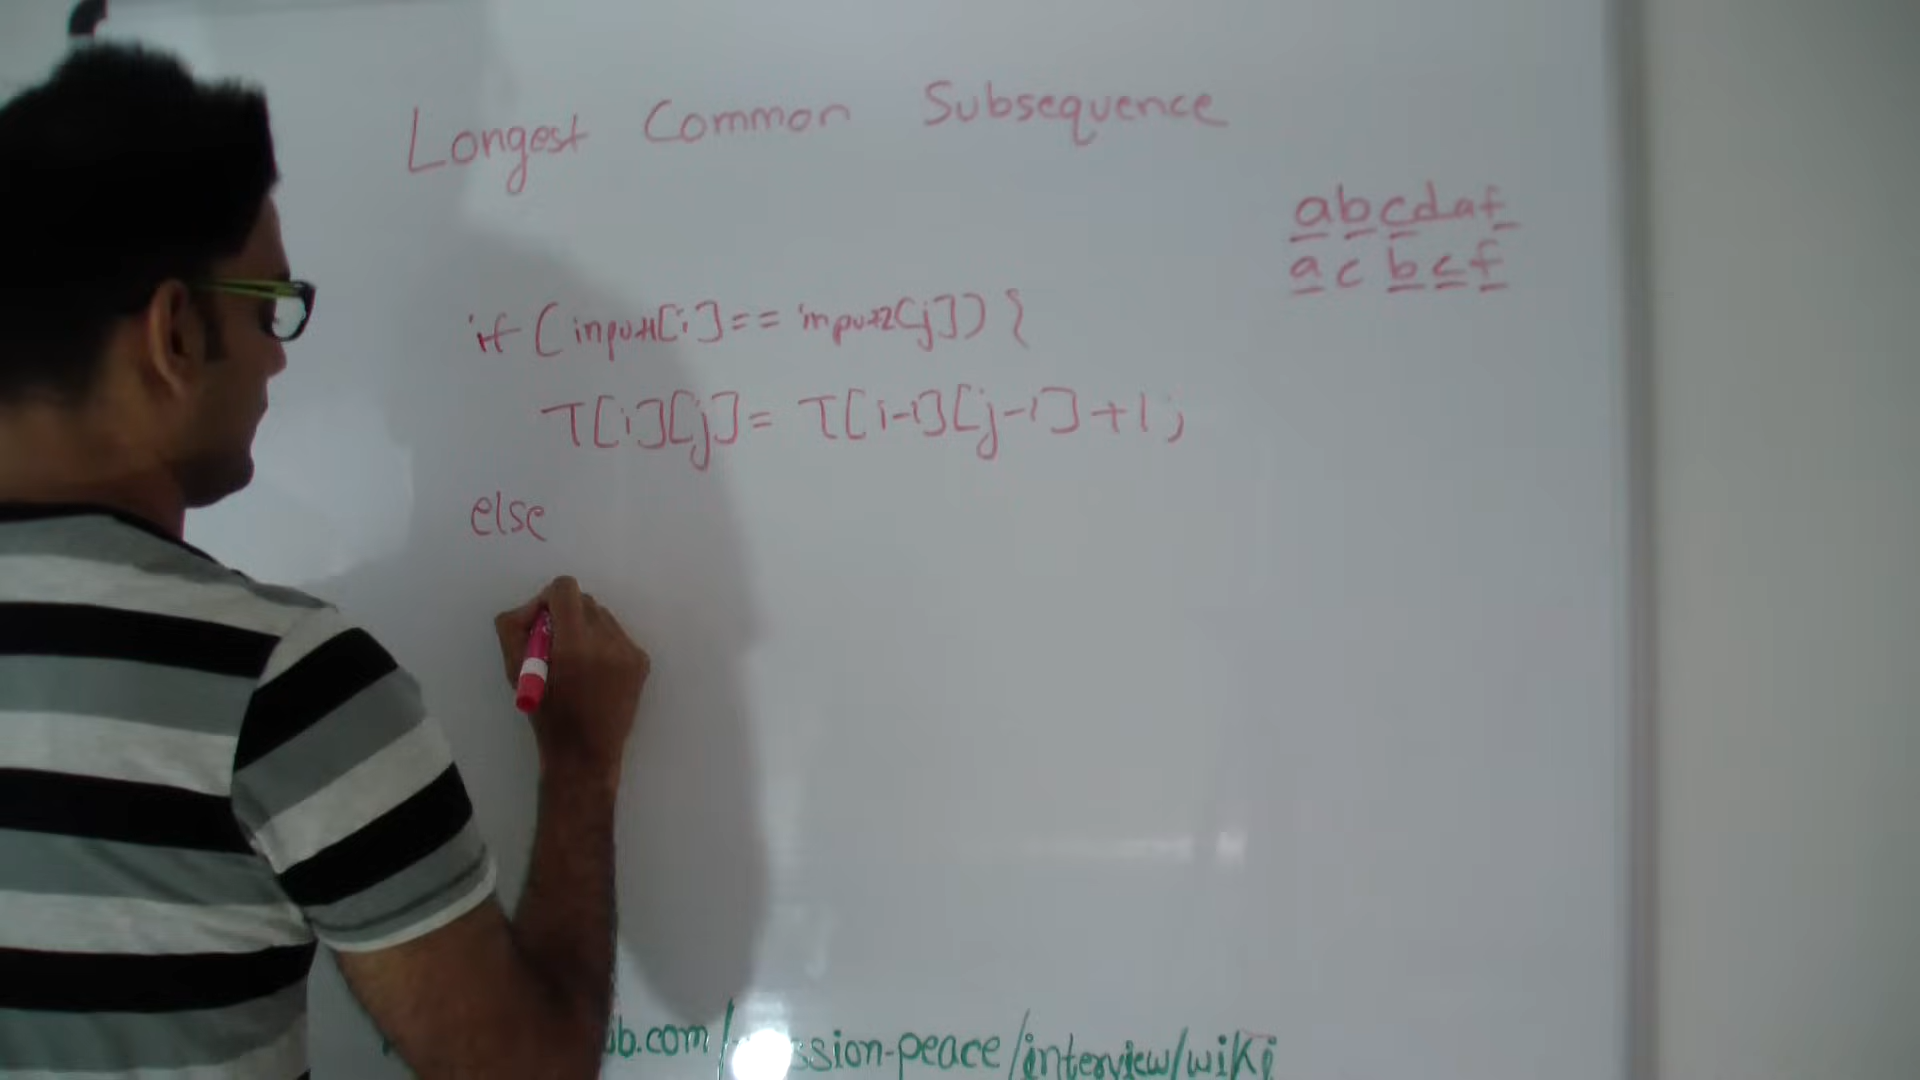 Longest Common Subsequence
abcdaf
acbcf
if (input1[i]== input2[j]) {
T[i][j]= T[i-1][j-1]+1;
else
ub.com/ ssion-peace/interview/wiki